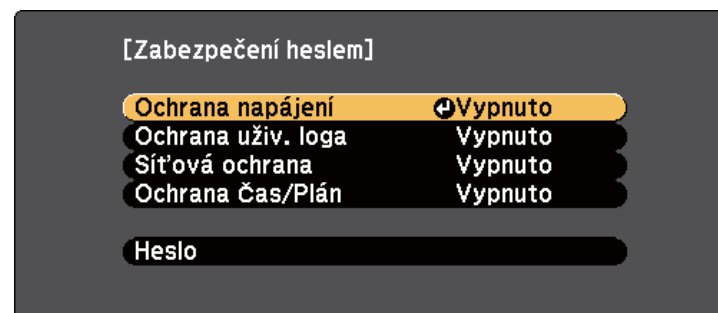 [Zabezpečení heslem]
Ochrana napájení Vypnuto
Ochrana uživ. loga Vypnuto
Síťová ochrana Vypnuto
Ochrana Čas/Plán Vypnuto
Heslo